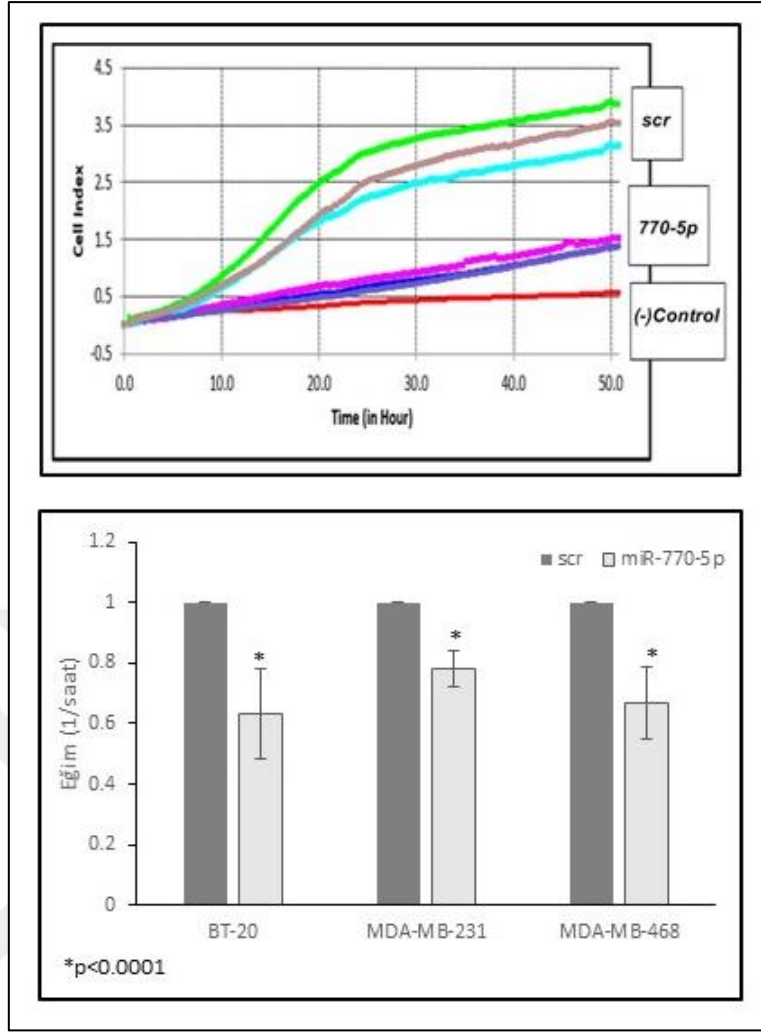 4.5
3.5
2.5
1.5
0.5
-0.5
Cell Index
0.0 10.0 20.0 30.0 40.0 50.0
Time (in Hour)
scr
770-5p
(-)Control
1.2
1
0.8
0.6
0.4
0.2
0
Eğim (1/saat)
scr miR-770-5p
* * *
BT-20 MDA-MB-231 MDA-MB-468
*p<0.0001